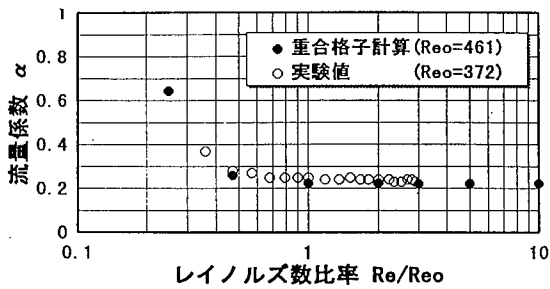 流量係数 α
1
0.8
0.6
0.4
0.2
0
● 重合格子計算(Reo=461)
○ 実験値 (Reo=372)
0.1
1
10
レイノルズ数比率 Re/Reo